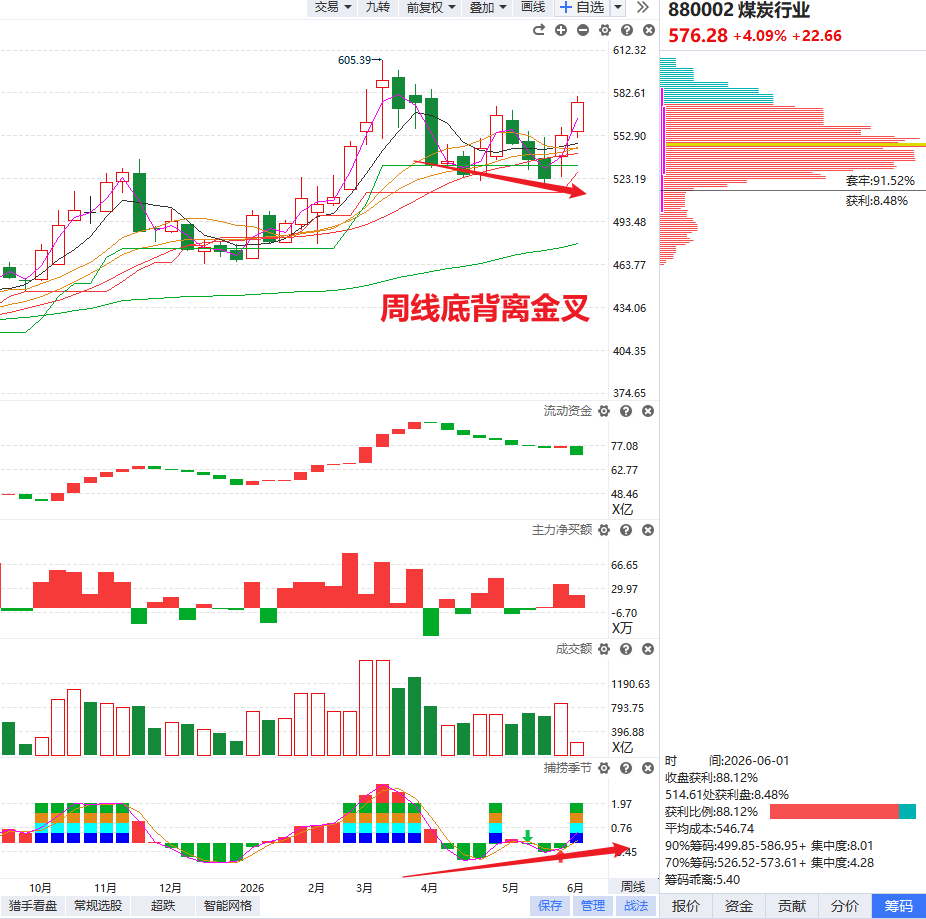 交易 九转 前复权 叠加 画线 + 自选
880002 煤炭行业
576.28 +4.09% +22.66
605.39
612.32
582.61
552.90
523.19
493.48
463.77
434.06
404.35
374.65
套牢:91.52%
获利:8.48%
周线底背离金叉
流动资金
77.08
62.77
48.46
X亿
主力净买额
66.65
29.97
-6.70
X万
成交额
1190.63
793.75
396.88
X亿
捕捞季节
1.97
0.76
.45
10月 11月 12月 2026 2月 3月 4月 5月 6月 周线
猎手看盘 常规选股 超跌 智能网格 保存 管理 战法
时 间:2026-06-01
收盘获利:88.12%
514.61处获利盘:8.48%
获利比例:88.12%
平均成本:546.74
90%筹码:499.85-586.95+ 集中度:8.01
70%筹码:526.52-573.61+ 集中度:4.28
筹码乖离:5.40
报价 资金 贡献 分价 筹码